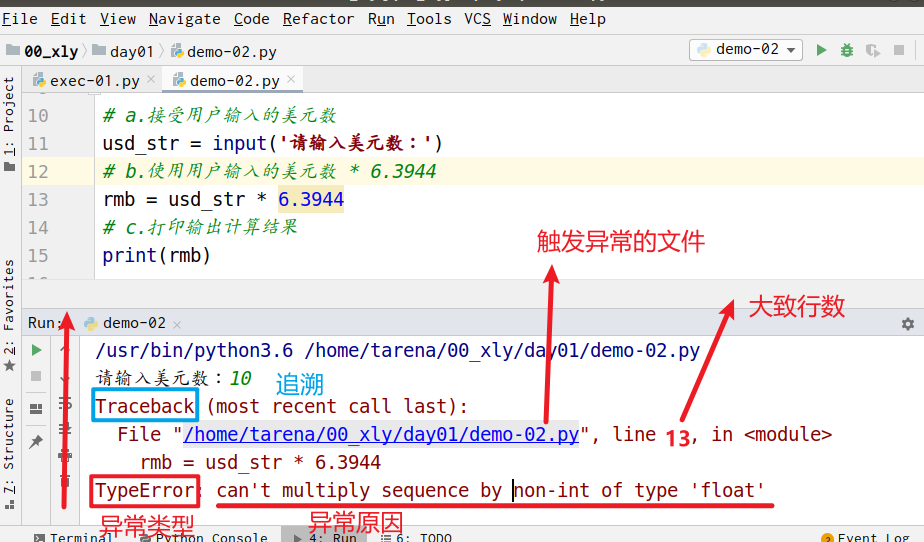 File Edit View Navigate Code Refactor Run Tools VCS Window Help
00_xly day01 demo-02.py demo-02
exec-01.py demo-02.py
1: Project
10 # a.接受用户输入的美元数
11 usd_str = input('请输入美元数：')
12 # b.使用用户输入的美元数 * 6.3944
13 rmb = usd_str * 6.3944
14 # c.打印输出计算结果
15 print(rmb)
触发异常的文件
大致行数
2: Favorites
Run: demo-02
/usr/bin/python3.6 /home/tarena/00_xly/day01/demo-02.py
请输入美元数：10
追溯
Traceback (most recent call last):
File "/home/tarena/00_xly/day01/demo-02.py", line 13, in <module>
rmb = usd_str * 6.3944
TypeError: can't multiply sequence by non-int of type 'float'
7: Structure
异常类型
异常原因
Terminal Python Console 4: Run 6: TODO 2 Event Log